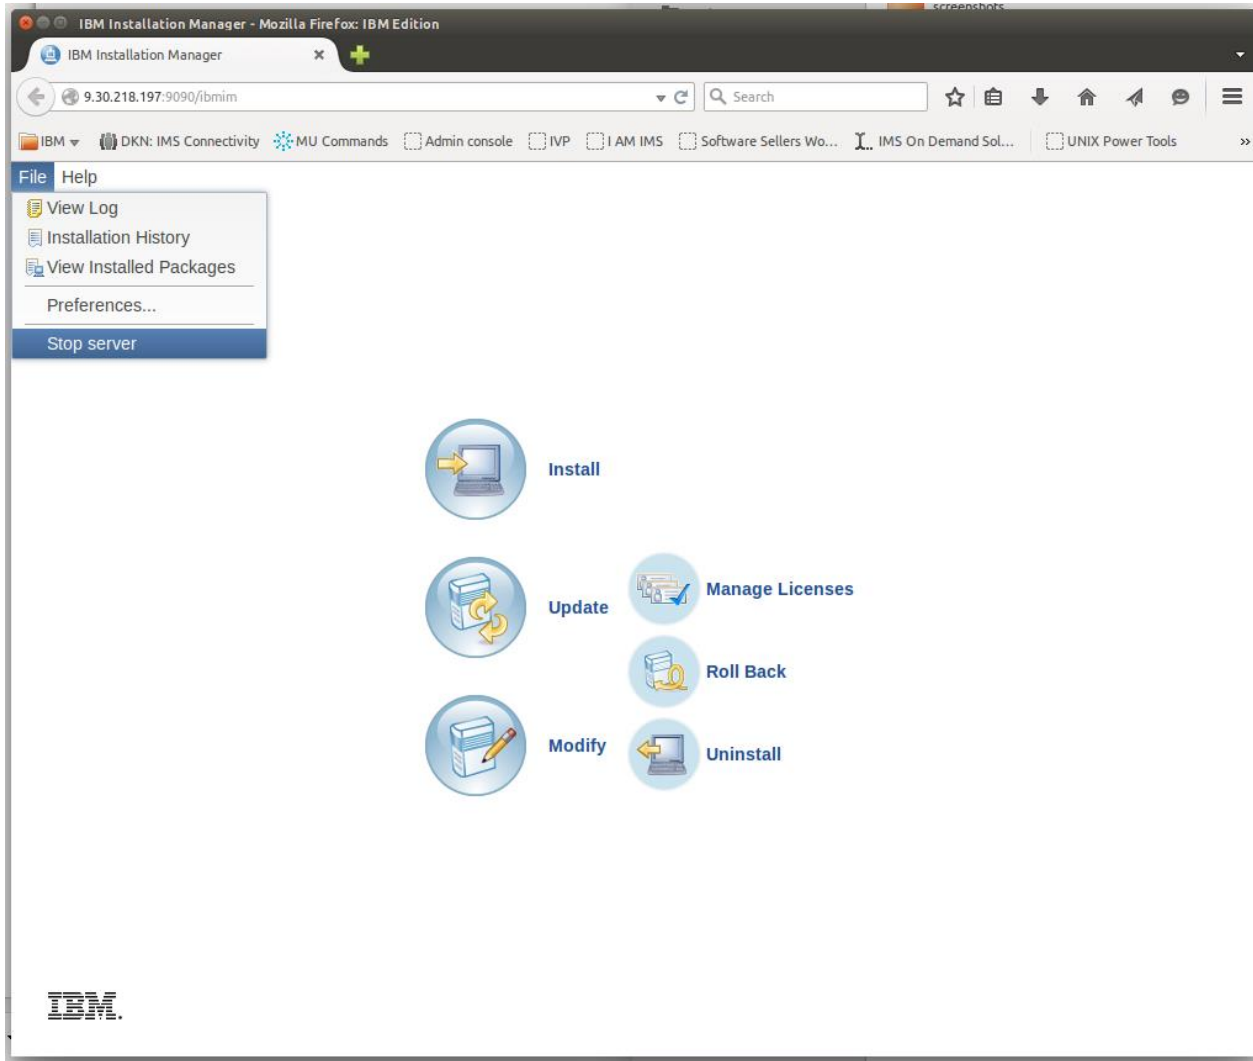 screenshots
IBM Installation Manager - Mozilla Firefox: IBM Edition
IBM Installation Manager
9.30.218.197:9090/ibmim
Search
IBM
DKN: IMS Connectivity
MU Commands
Admin console
IVP
I AM IMS
Software Sellers Wo...
IMS On Demand Sol...
UNIX Power Tools
File Help
View Log
Installation History
View Installed Packages
Preferences...
Stop server
Install
Update
Manage Licenses
Roll Back
Modify
Uninstall
IBM.